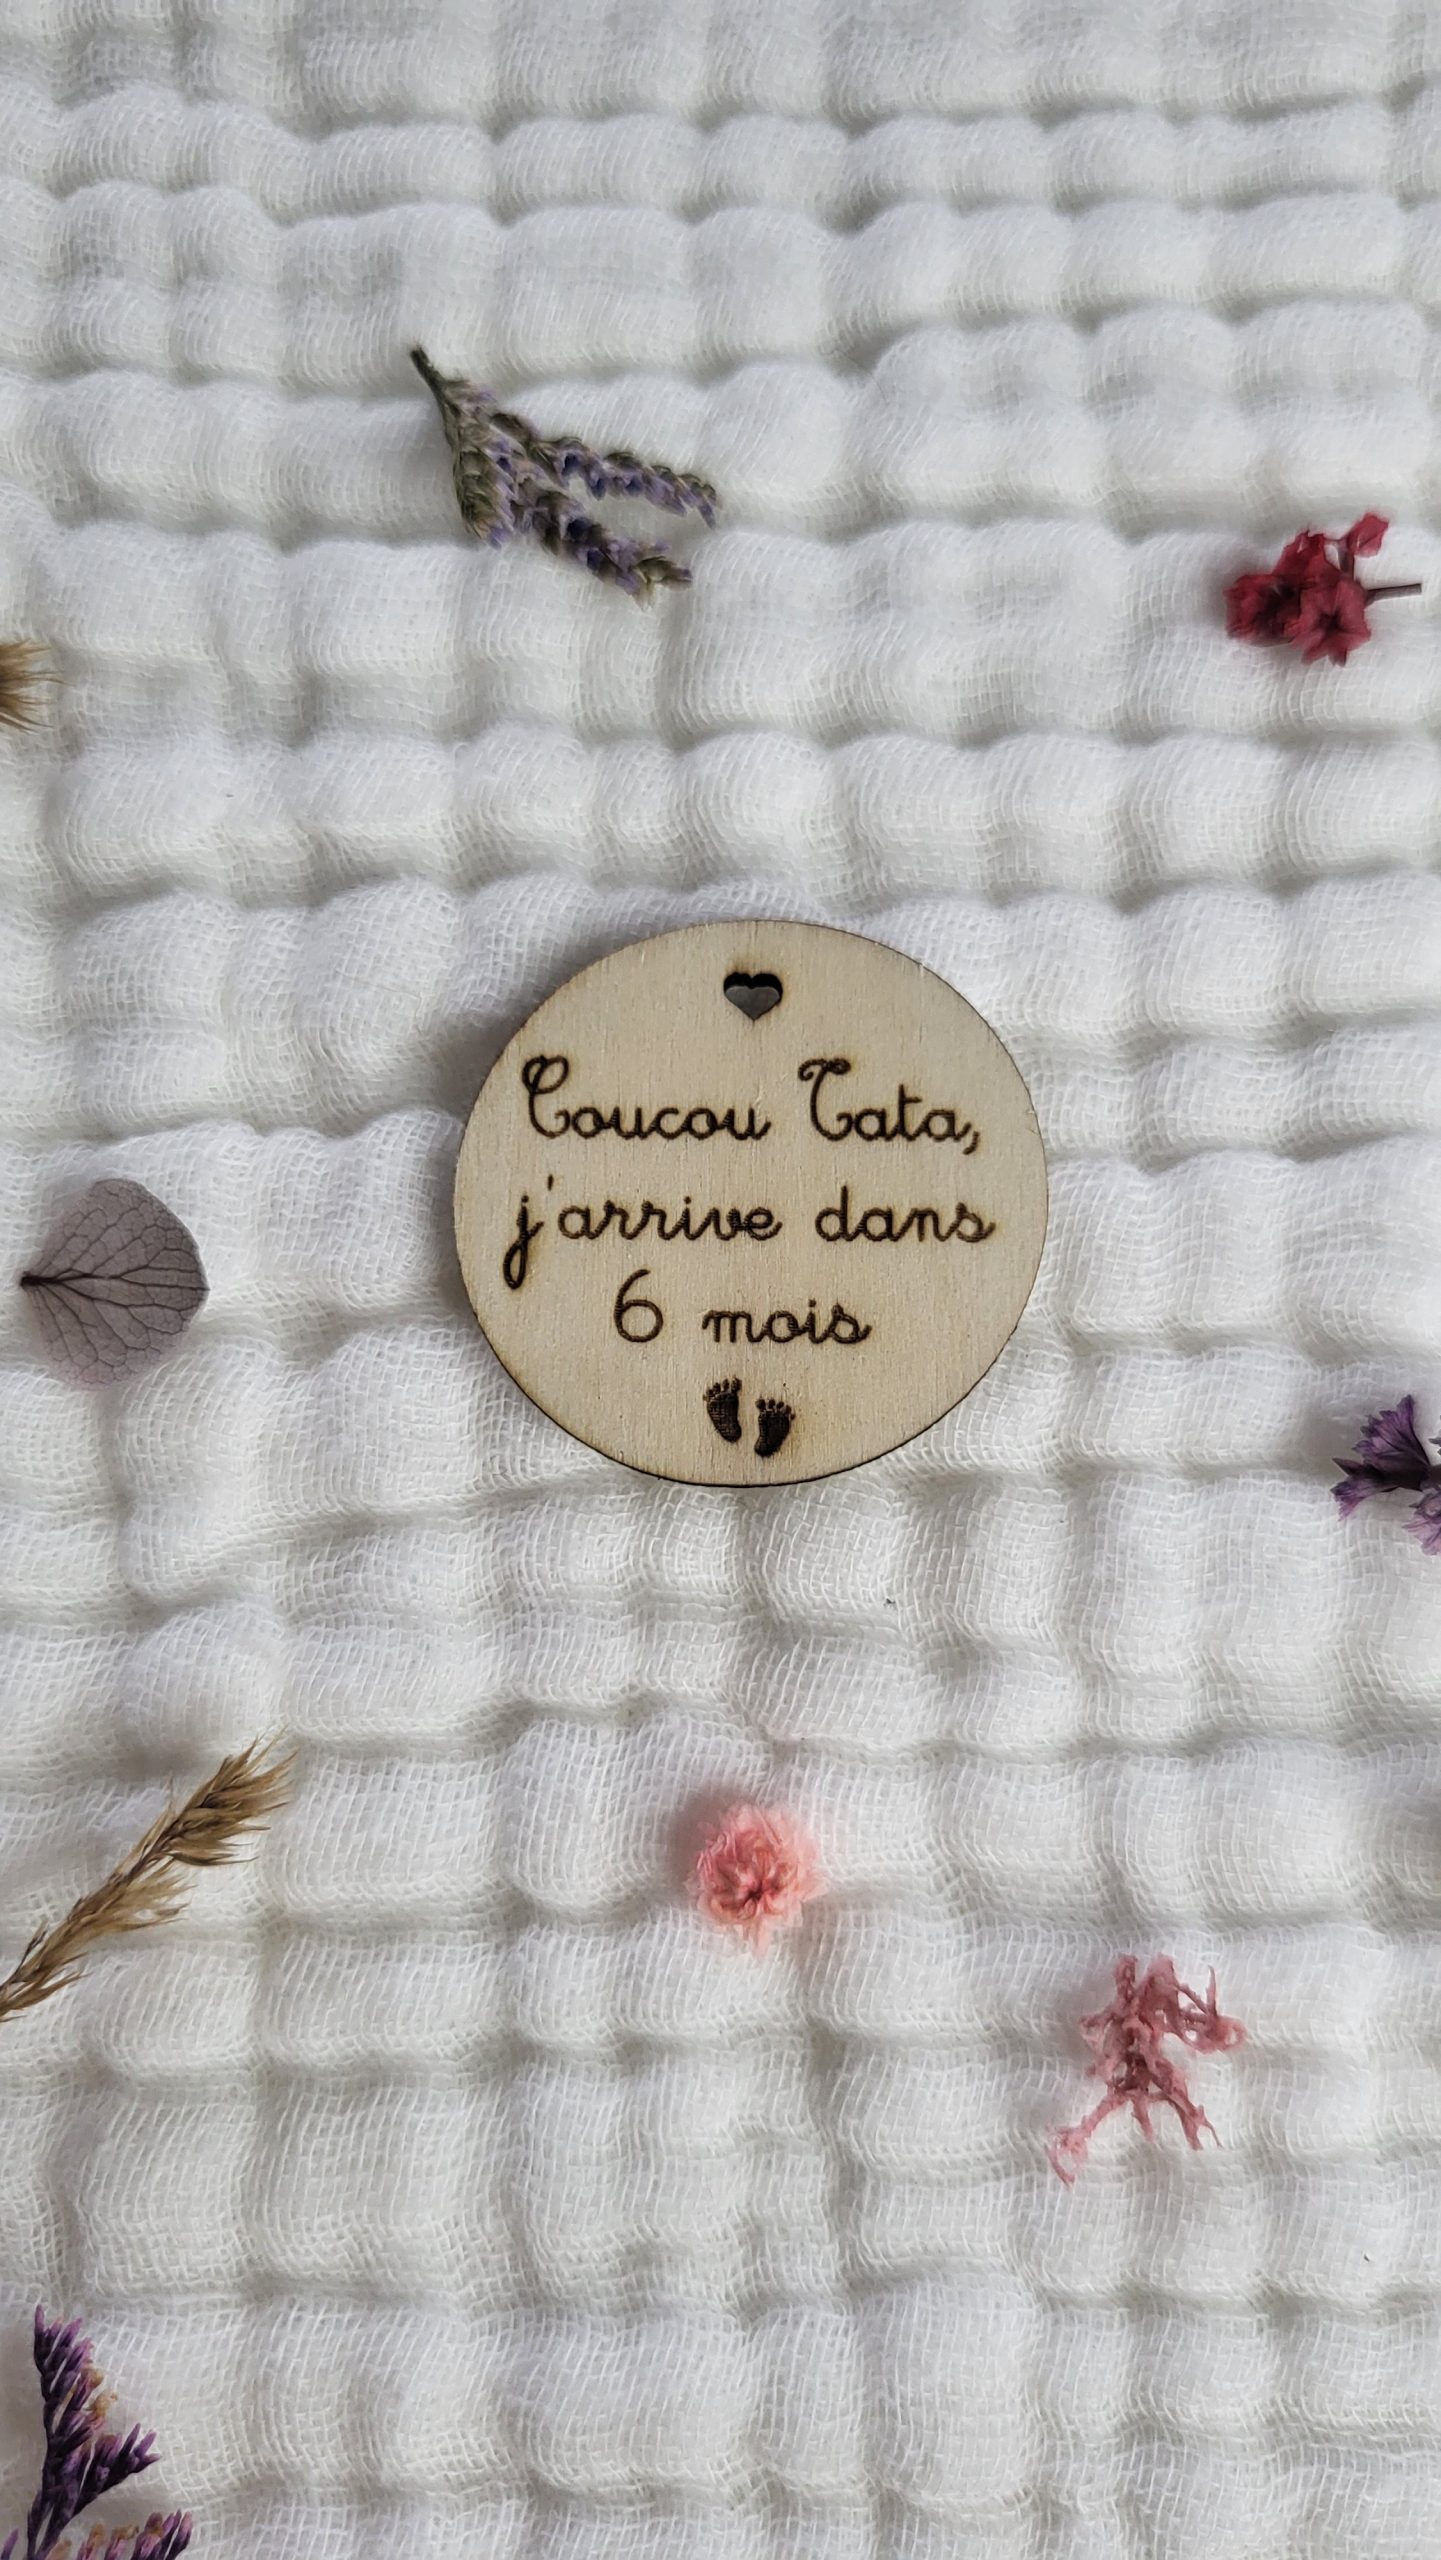 Coucou Tata,
j'arrive dans
6 mois